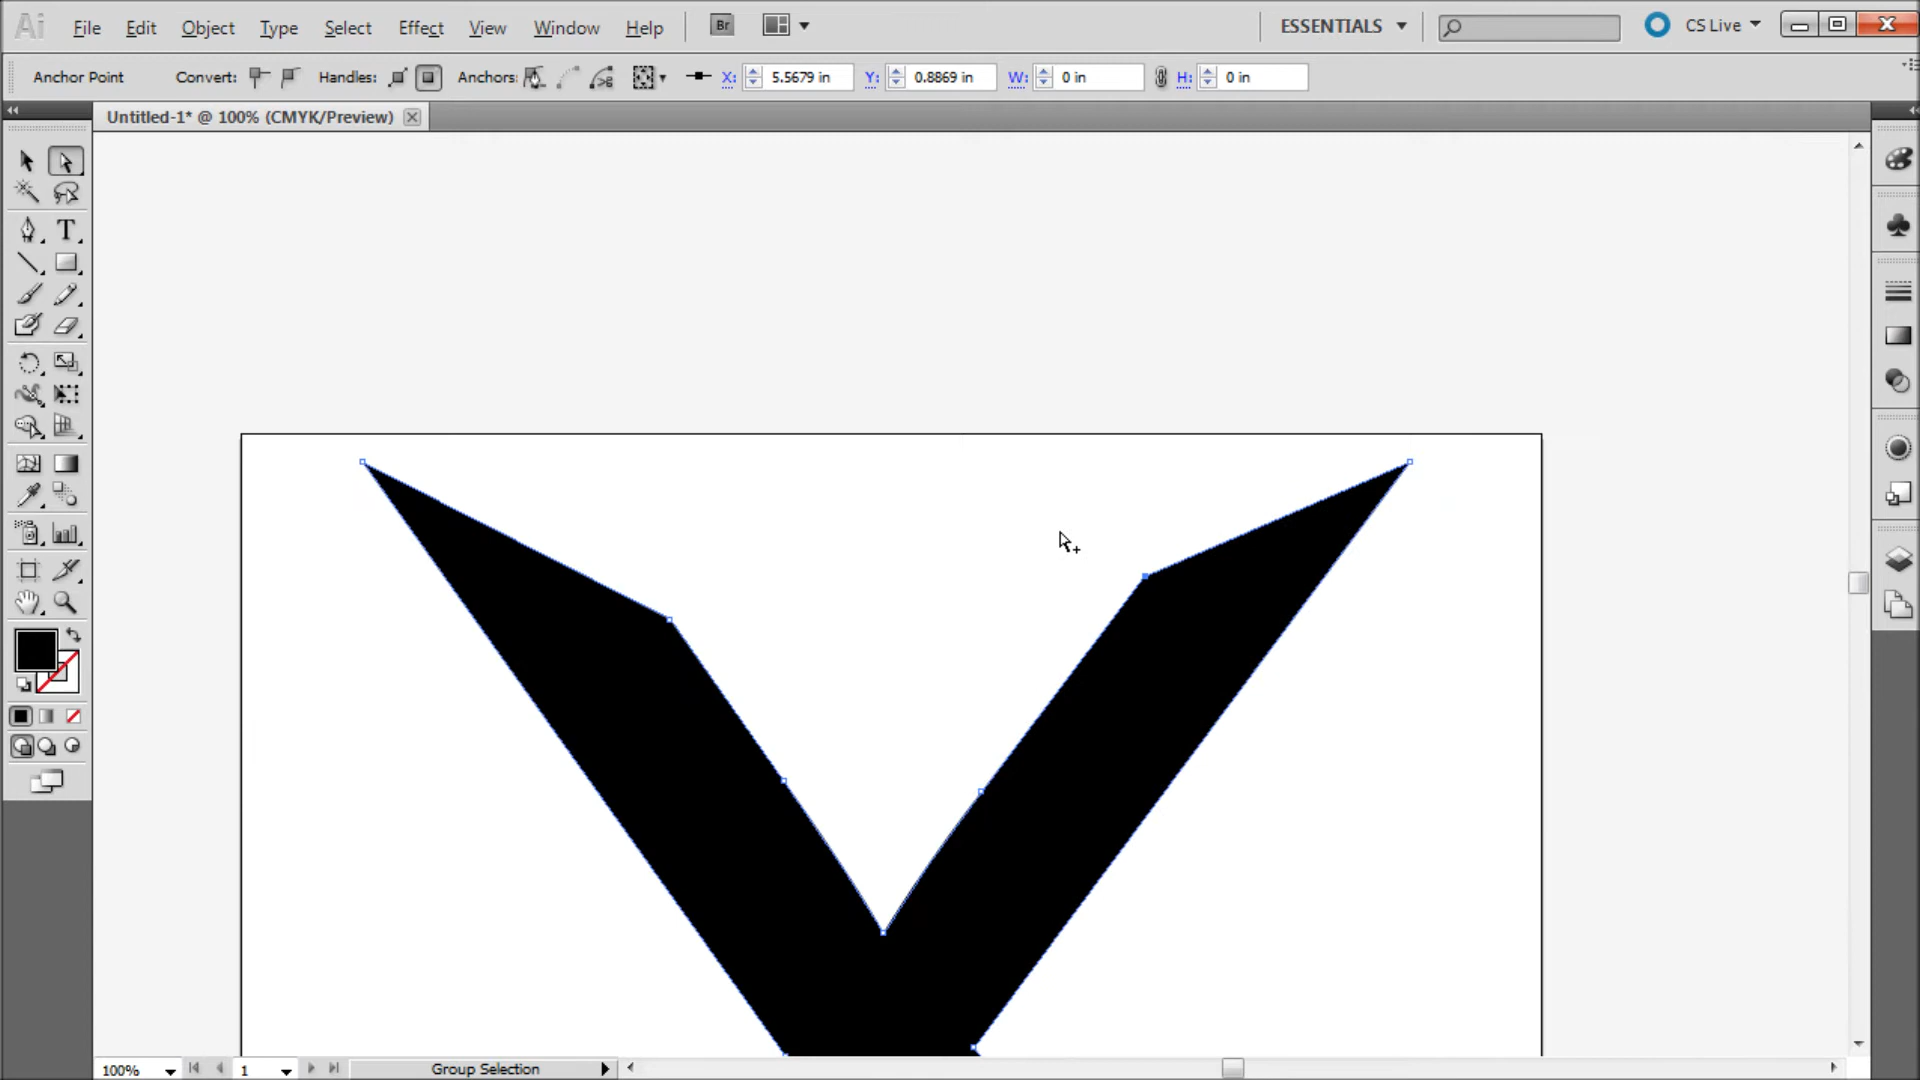 Ai File Edit Object Type Select Effect View Window Help Br ESSENTIALS CS Live
Anchor Point Convert: Handles: Anchors: X: 5.5679 in Y: 0.8869 in W: 0 in H: 0 in
Untitled-1* @ 100% (CMYK/Preview)
T
100% 1 Group Selection